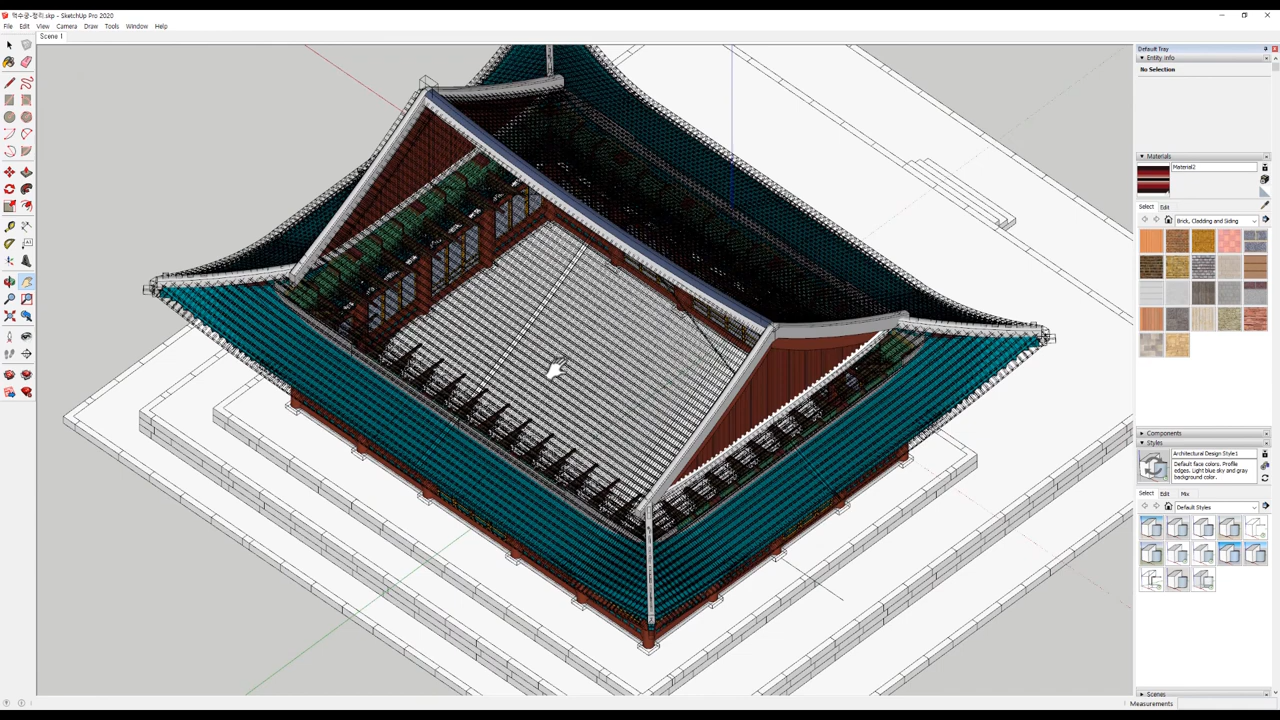 덕수궁-정리.skp - SketchUp Pro 2020
File Edit View Camera Draw Tools Window Help
Scene 1
Default Tray
Entity Info
No Selection
Materials
Material2
Select Edit
Brick, Cladding and Siding
Components
Styles
Architectural Design Style1
Default face colors. Profile
edges. Light blue sky and gray
background color.
Select Edit Mix
Default Styles
Scenes
Measurements